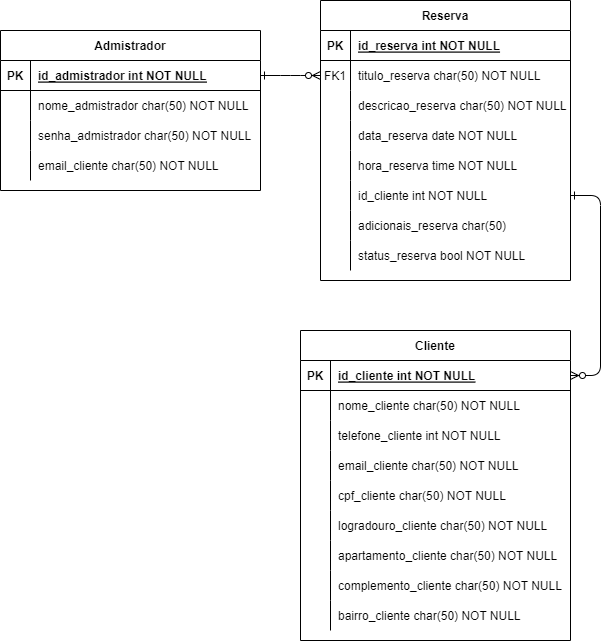 Admistrador
PK id_admistrador int NOT NULL
nome_admistrador char(50) NOT NULL
senha_admistrador char(50) NOT NULL
email_cliente char(50) NOT NULL
Reserva
PK id_reserva int NOT NULL
FK1 titulo_reserva char(50) NOT NULL
descricao_reserva char(50) NOT NULL
data_reserva date NOT NULL
hora_reserva time NOT NULL
id_cliente int NOT NULL
adicionais_reserva char(50)
status_reserva bool NOT NULL
Cliente
PK id_cliente int NOT NULL
nome_cliente char(50) NOT NULL
telefone_cliente int NOT NULL
email_cliente char(50) NOT NULL
cpf_cliente char(50) NOT NULL
logradouro_cliente char(50) NOT NULL
apartamento_cliente char(50) NOT NULL
complemento_cliente char(50) NOT NULL
bairro_cliente char(50) NOT NULL